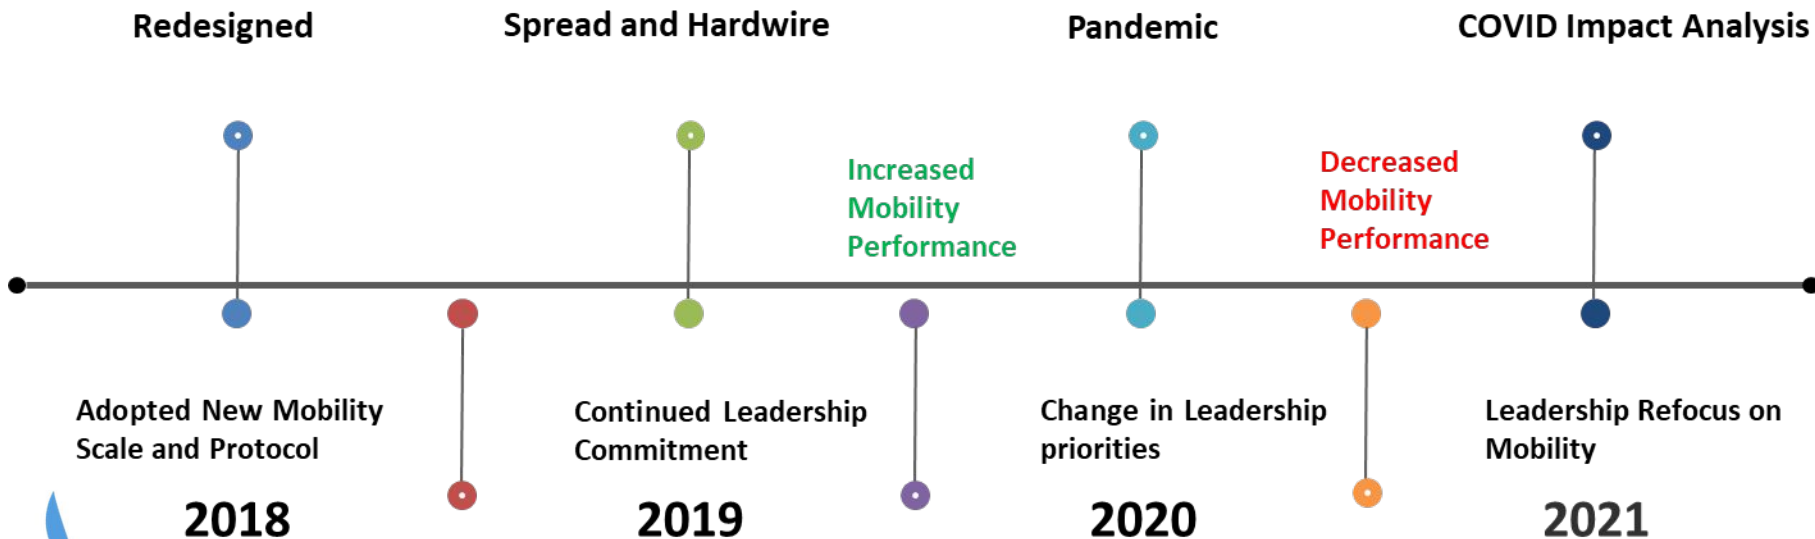 Redesigned
Spread and Hardwire
Pandemic
COVID Impact Analysis
Increased
Mobility
Performance
Decreased
Mobility
Performance
Adopted New Mobility
Scale and Protocol
Continued Leadership
Commitment
Change in Leadership
priorities
Leadership Refocus on
Mobility
2018
2019
2020
2021